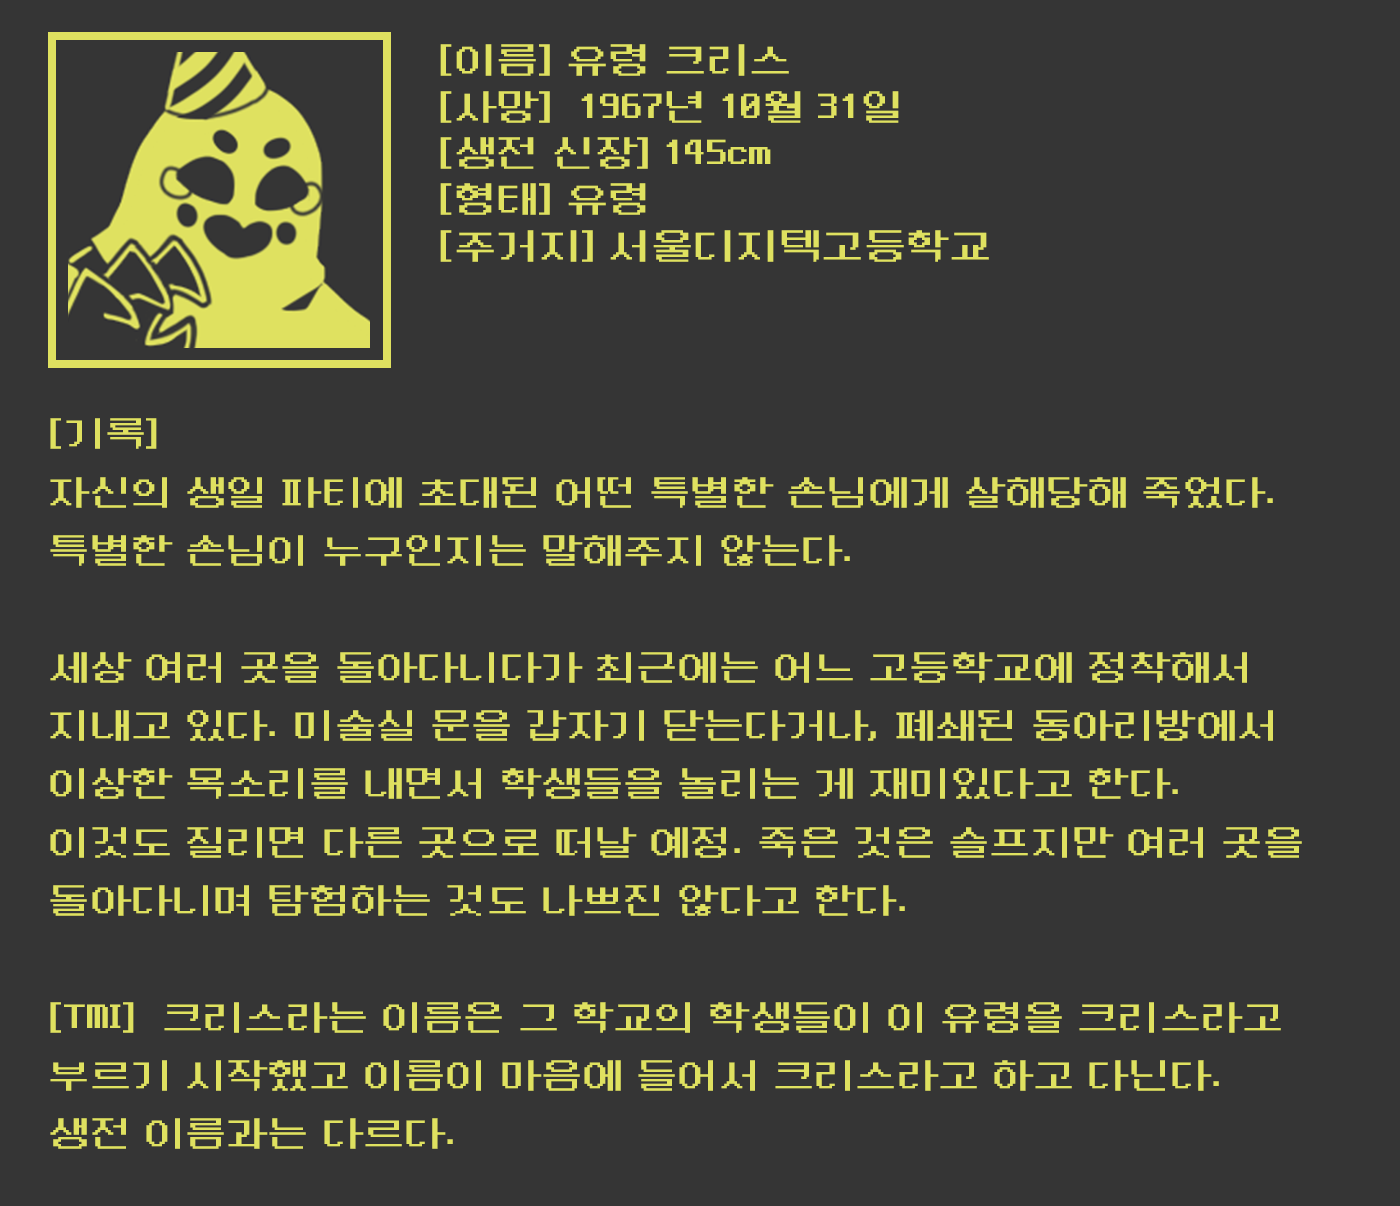 [이름] 유령 크리스
[사망] 1967년 10월 31일
[생전 신장] 145cm
[형태] 유령
[주거지] 서울디지텍고등학교
[기록]
자신의 생일 파티에 초대된 어떤 특별한 손님에게 살해당해 죽었다.
특별한 손님이 누구인지는 말해주지 않는다.
세상 여러 곳을 돌아다니다가 최근에는 어느 고등학교에 정착해서
지내고 있다. 미술실 문을 갑자기 닫는다거나, 폐쇄된 동아리방에서
이상한 목소리를 내면서 학생들을 놀리는 게 재미있다고 한다.
이것도 질리면 다른 곳으로 떠날 예정. 죽은 것은 슬프지만 여러 곳을
돌아다니며 탐험하는 것도 나쁘진 않다고 한다.
[TMI] 크리스라는 이름은 그 학교의 학생들이 이 유령을 크리스라고
부르기 시작했고 이름이 마음에 들어서 크리스라고 하고 다닌다.
생전 이름과는 다르다.